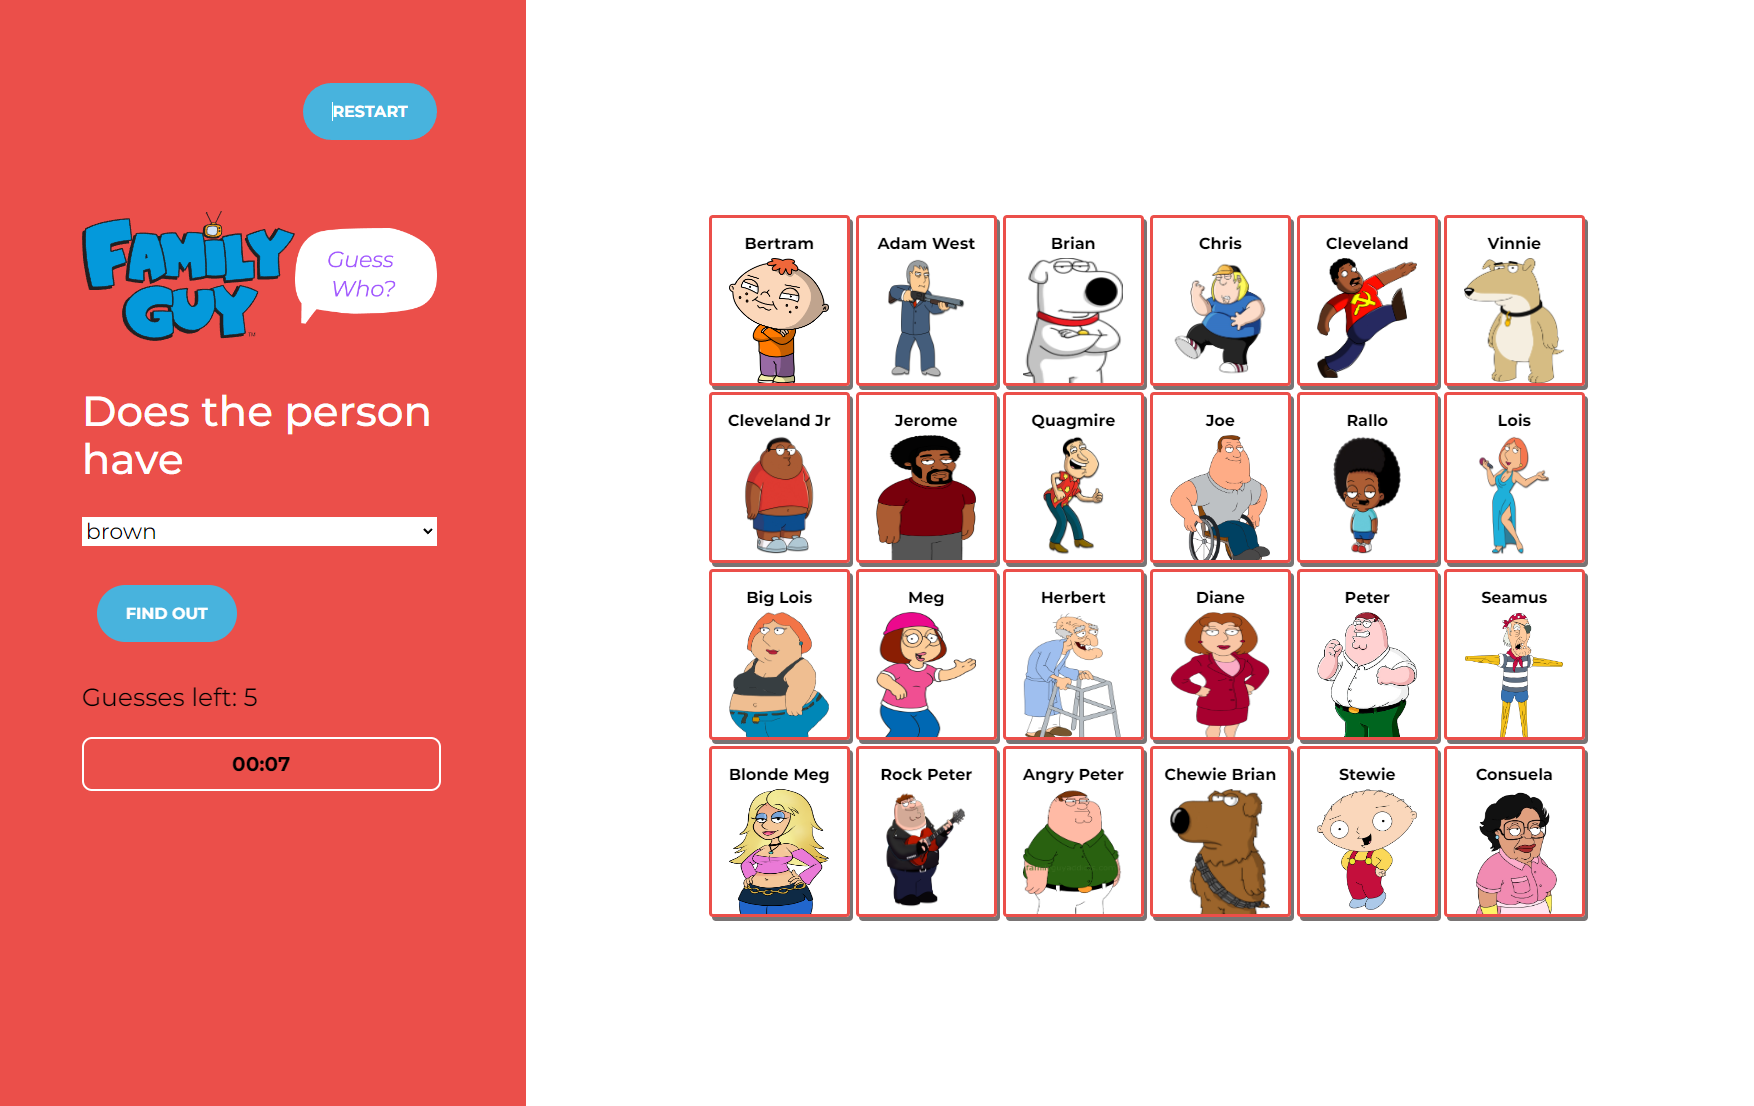 RESTART
FAMILY
GUY
TM
Guess
Who?
Does the person
have
brown
FIND OUT
Guesses left: 5
00:07
Bertram
Adam West
Brian
Chris
Cleveland
Vinnie
Cleveland Jr
Jerome
Quagmire
Joe
Rallo
Lois
Big Lois
Meg
Herbert
Diane
Peter
Seamus
Blonde Meg
Rock Peter
Angry Peter
Chewie Brian
Stewie
Consuela